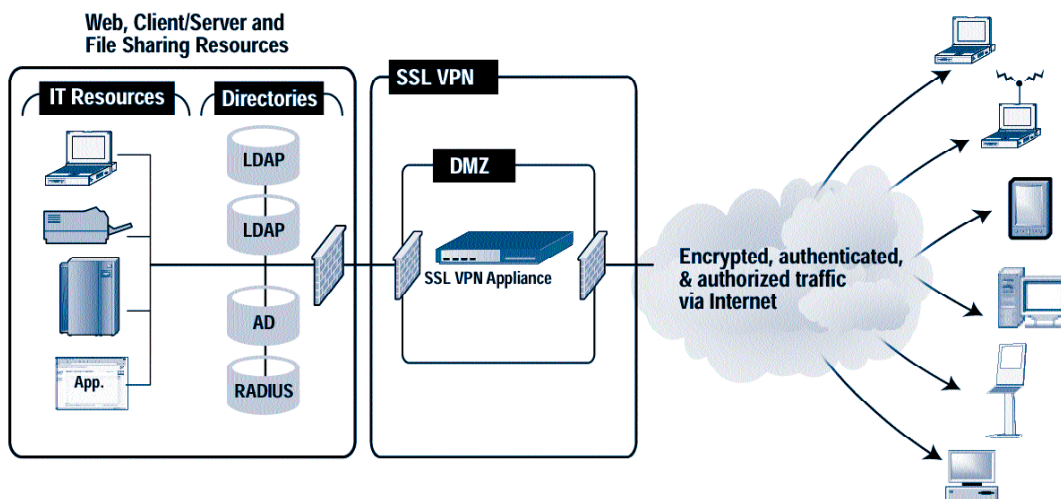 Web, Client/Server and
File Sharing Resources
IT Resources
Directories
LDAP
LDAP
AD
RADIUS
App.
SSL VPN
DMZ
SSL VPN Appliance
Encrypted, authenticated,
& authorized traffic
via Internet